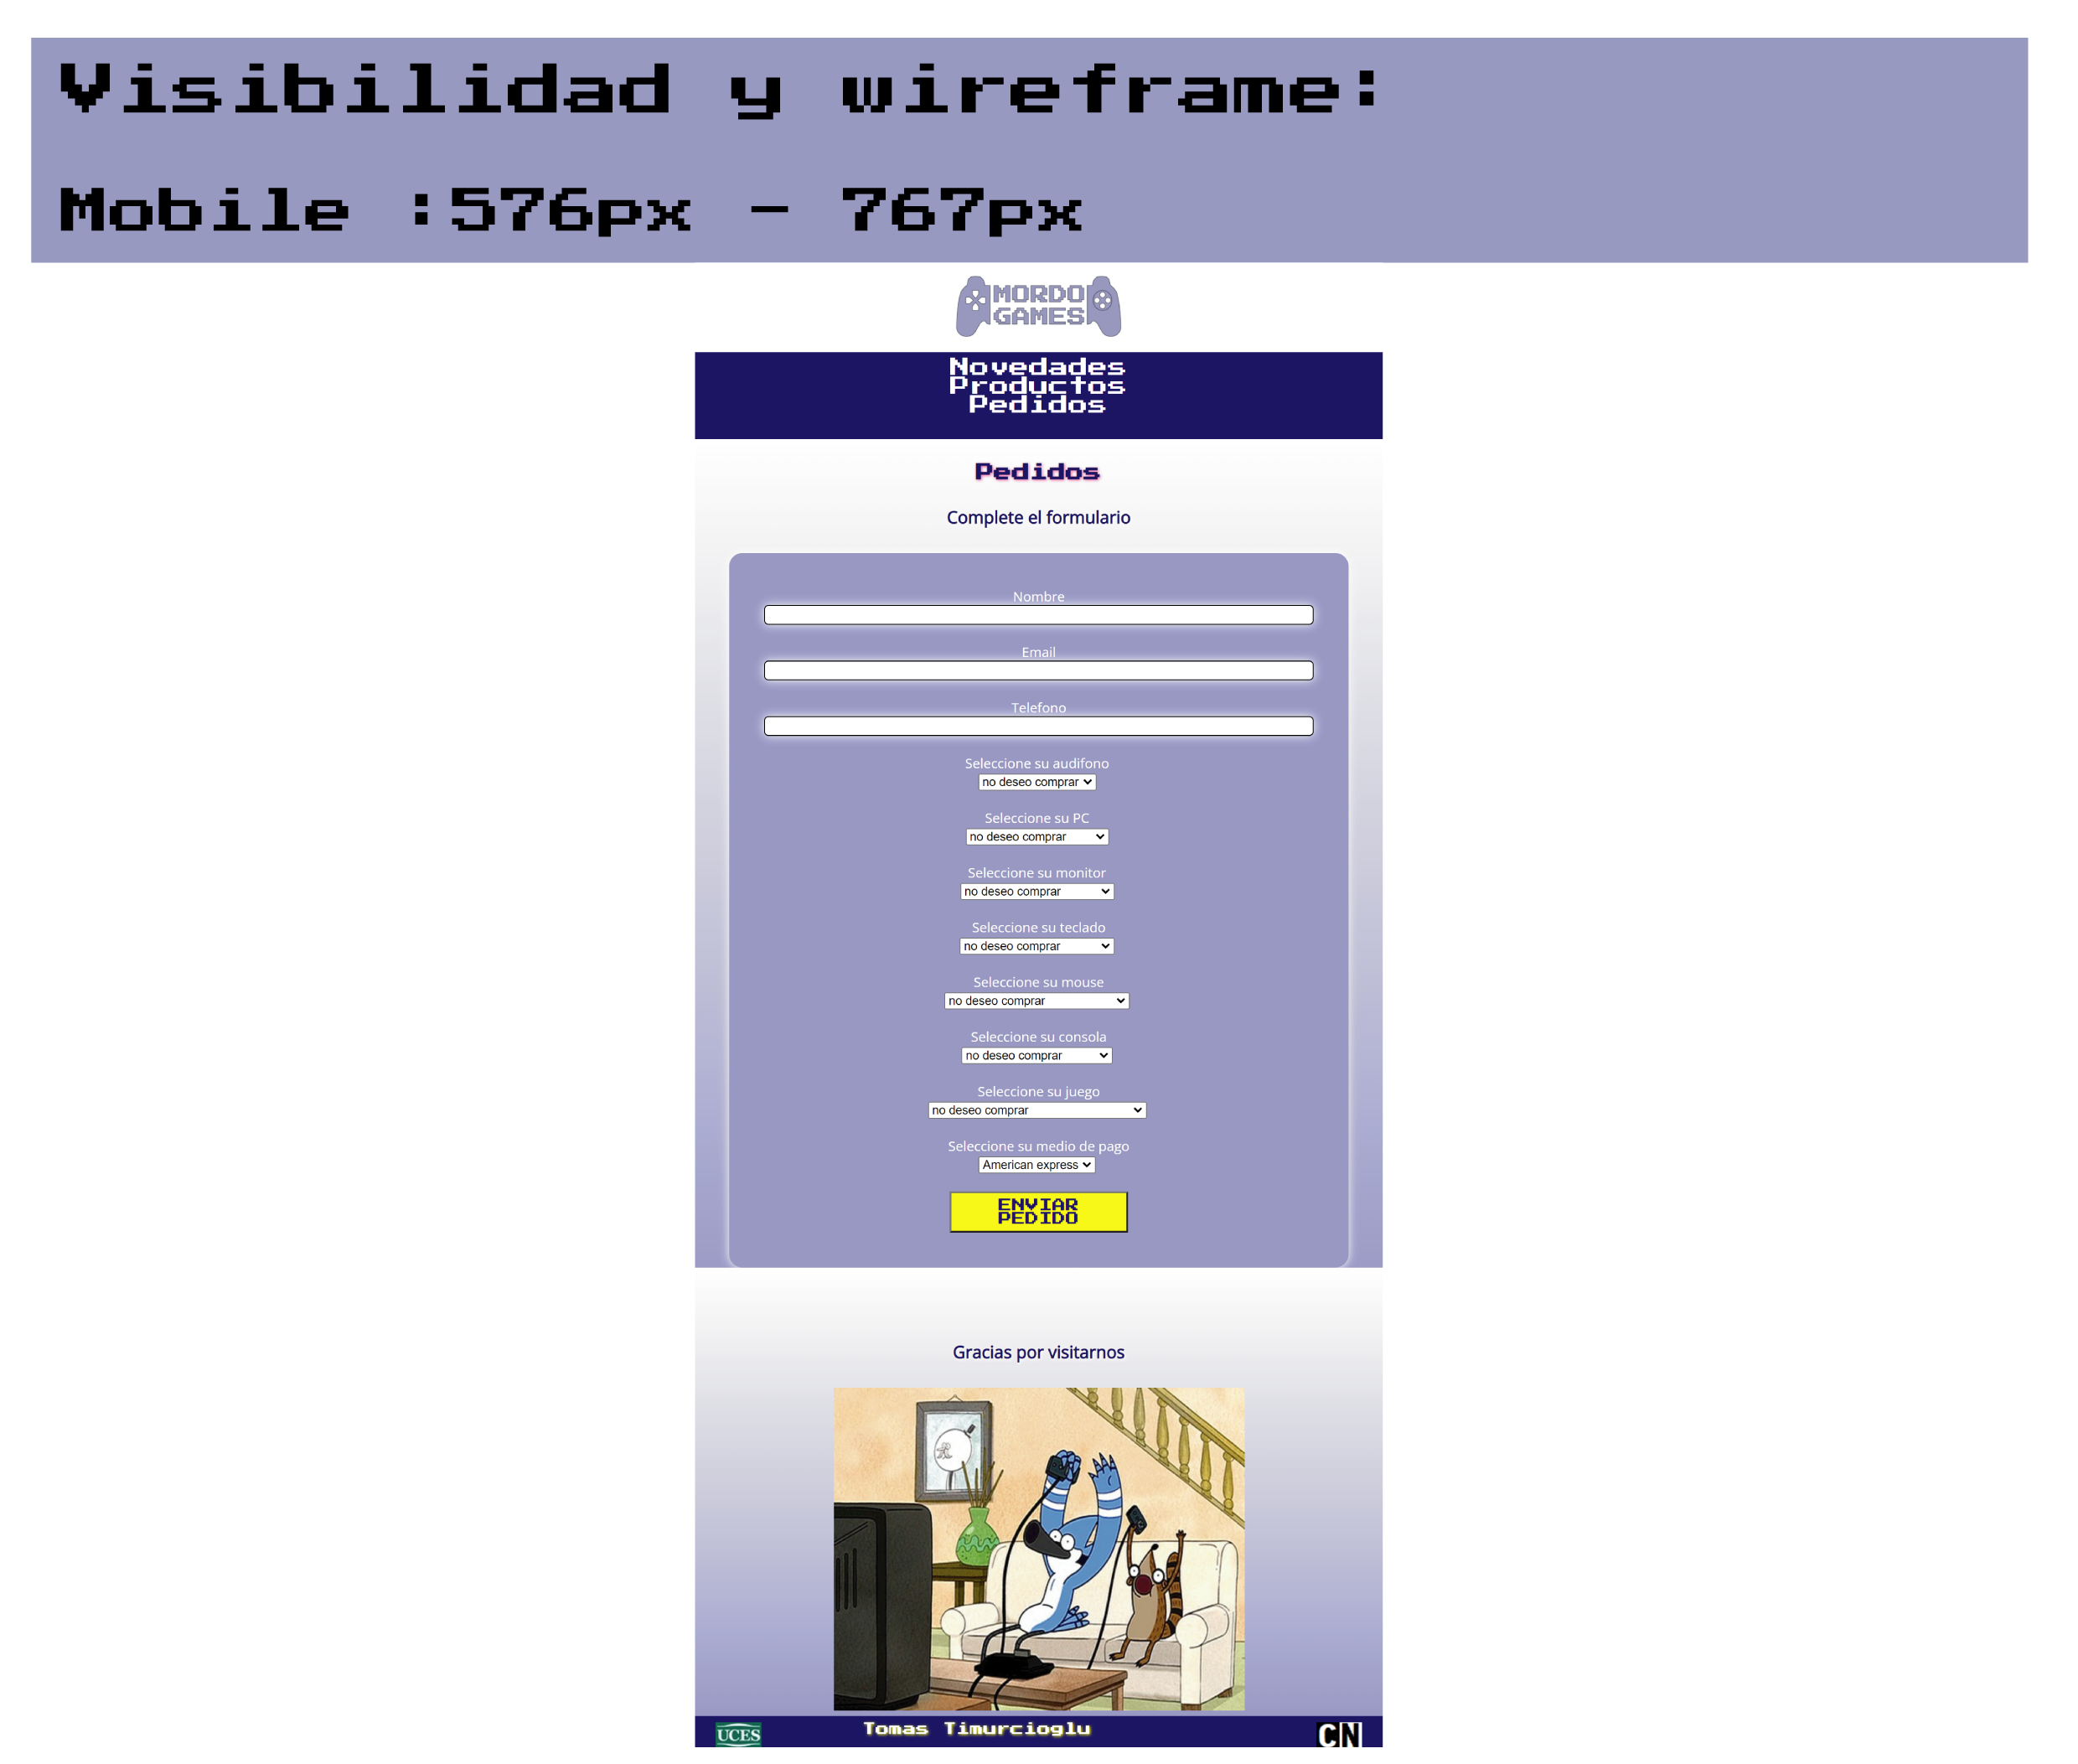 Visibilidad y wireframe:
Mobile :576px - 767px
MORDO
GAMES
Novedades
Productos
Pedidos
Pedidos
Complete el formulario
Nombre
Email
Telefono
Seleccione su audifono
no deseo comprar
Seleccione su PC
no deseo comprar
Seleccione su monitor
no deseo comprar
Seleccione su teclado
no deseo comprar
Seleccione su mouse
no deseo comprar
Seleccione su consola
no deseo comprar
Seleccione su juego
no deseo comprar
Seleccione su medio de pago
American express
ENVIAR
PEDIDO
Gracias por visitarnos
UCES
Tomas Timurcioglu
CN